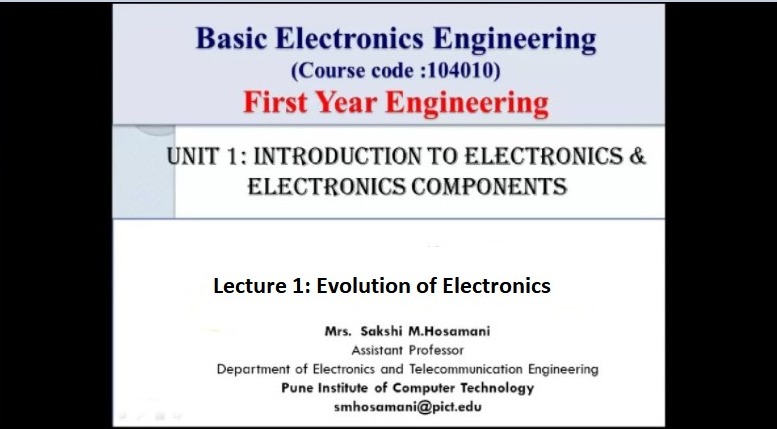 Basic Electronics Engineering
(Course code :104010)
First Year Engineering
UNIT 1: INTRODUCTION TO ELECTRONICS &
ELECTRONICS COMPONENTS
Lecture 1: Evolution of Electronics
Mrs. Sakshi M.Hosamani
Assistant Professor
Department of Electronics and Telecommunication Engineering
Pune Institute of Computer Technology
smhosamani@pict.edu